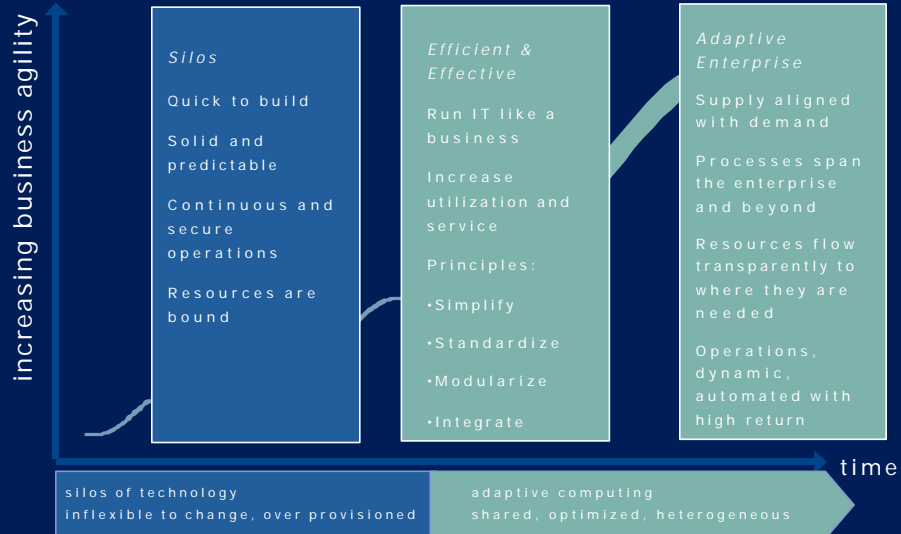 increasing business agility
Silos
Quick to build
Solid and
predictable
Continuous and
secure
operations
Resources are
bound
Efficient &
Effective
Run IT like a
business
Increase
utilization and
service
Principles:
•Simplify
•Standardize
•Modularize
•Integrate
Adaptive
Enterprise
Supply aligned
with demand
Processes span
the enterprise
and beyond
Resources flow
transparently to
where they are
needed
Operations,
dynamic,
automated with
high return
time
silos of technology
inflexible to change, over provisioned
adaptive computing
shared, optimized, heterogeneous